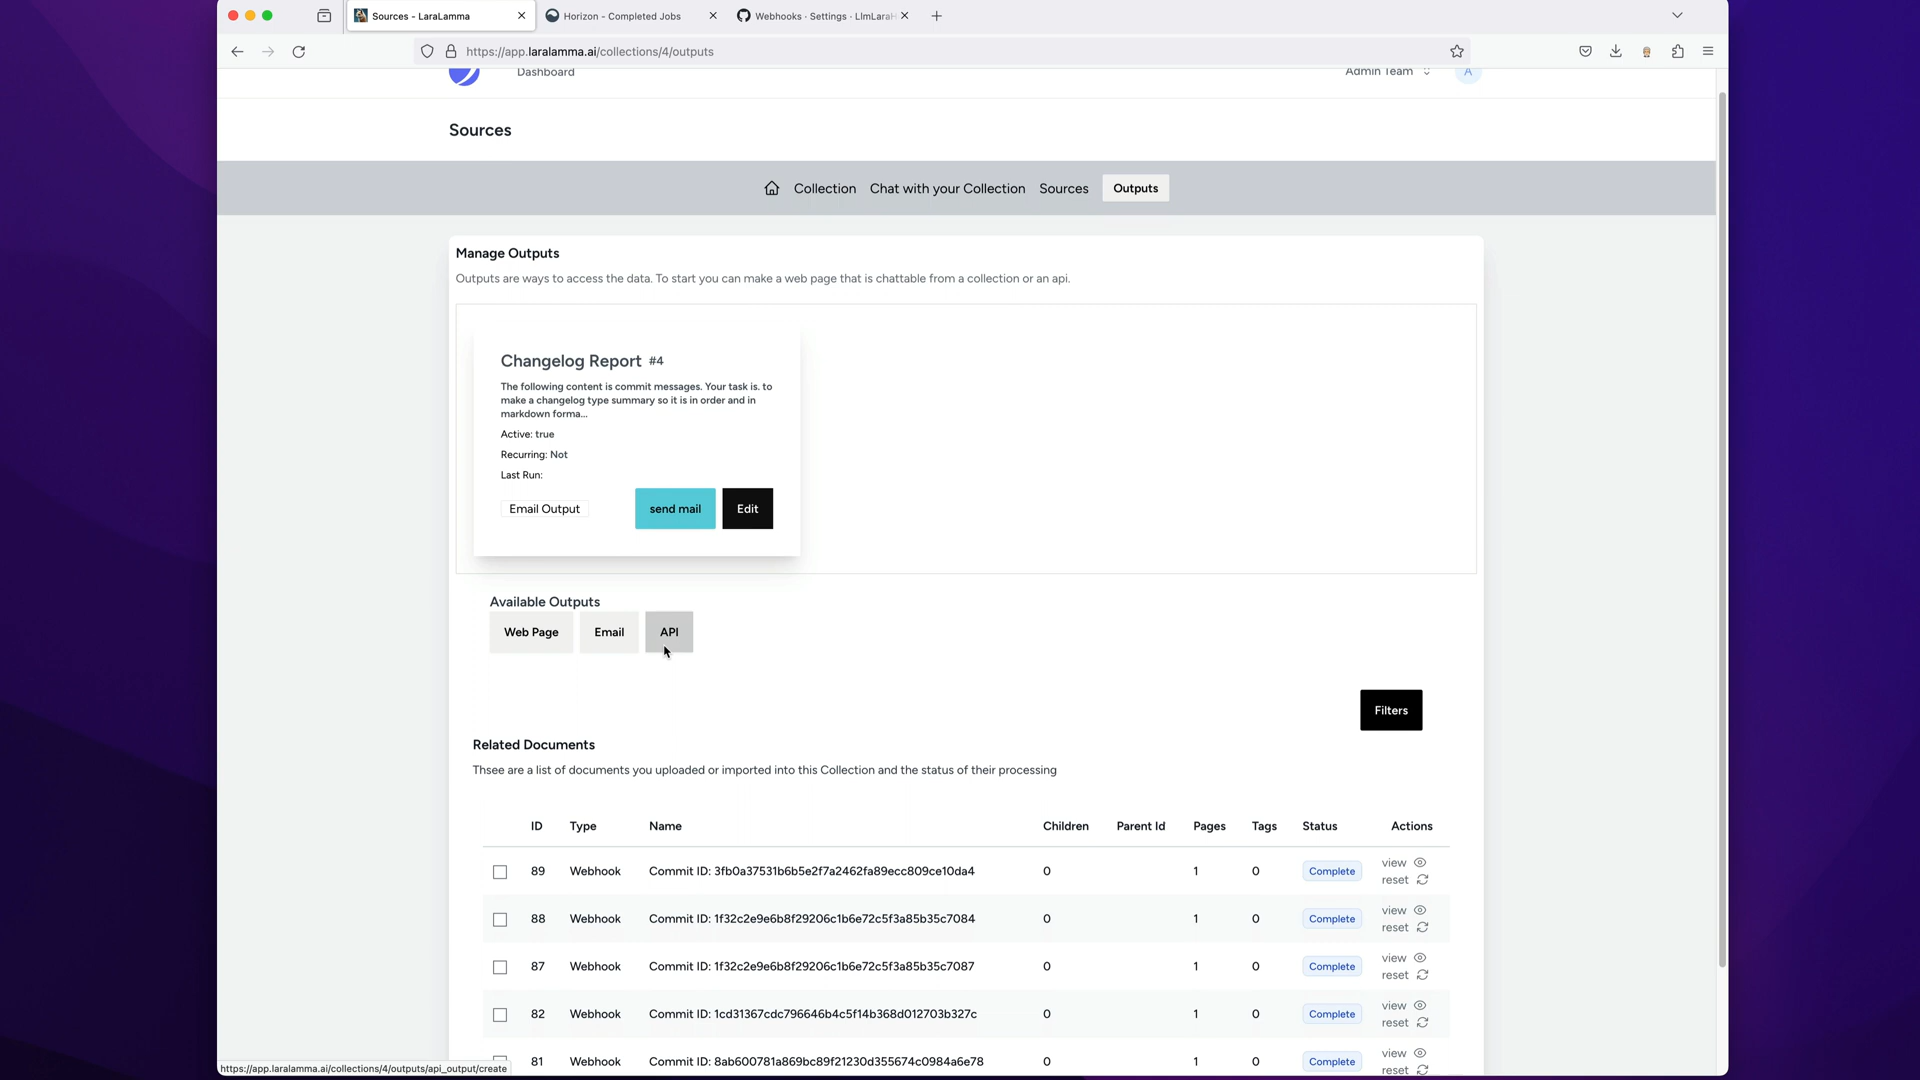 Sources - LaraLamma
Horizon - Completed Jobs
Webhooks · Settings · LlmLaraH
https://app.laralamma.ai/collections/4/outputs
Dashboard
Admin Team
A
Sources
Collection
Chat with your Collection
Sources
Outputs
Manage Outputs
Outputs are ways to access the data. To start you can make a web page that is chattable from a collection or an api.
Changelog Report #4
The following content is commit messages. Your task is. to
make a changelog type summary so it is in order and in
markdown forma...
Active: true
Recurring: Not
Last Run:
Email Output
send mail
Edit
Available Outputs
Web Page
Email
API
Filters
Related Documents
Thsee are a list of documents you uploaded or imported into this Collection and the status of their processing
ID Type Name Children Parent Id Pages Tags Status Actions
89 Webhook Commit ID: 3fb0a37531b6b5e2f7a2462fa89ecc809ce10da4 0 1 0 Complete view
reset
88 Webhook Commit ID: 1f32c2e9e6b8f29206c1b6e72c5f3a85b35c7084 0 1 0 Complete view
reset
87 Webhook Commit ID: 1f32c2e9e6b8f29206c1b6e72c5f3a85b35c7087 0 1 0 Complete view
reset
82 Webhook Commit ID: 1cd31367cdc796646b4c5f14b368d012703b327c 0 1 0 Complete view
reset
81 Webhook Commit ID: 8ab600781a869bc89f21230d355674c0984a6e78 0 1 0 Complete view
reset
https://app.laralamma.ai/collections/4/outputs/api_output/create